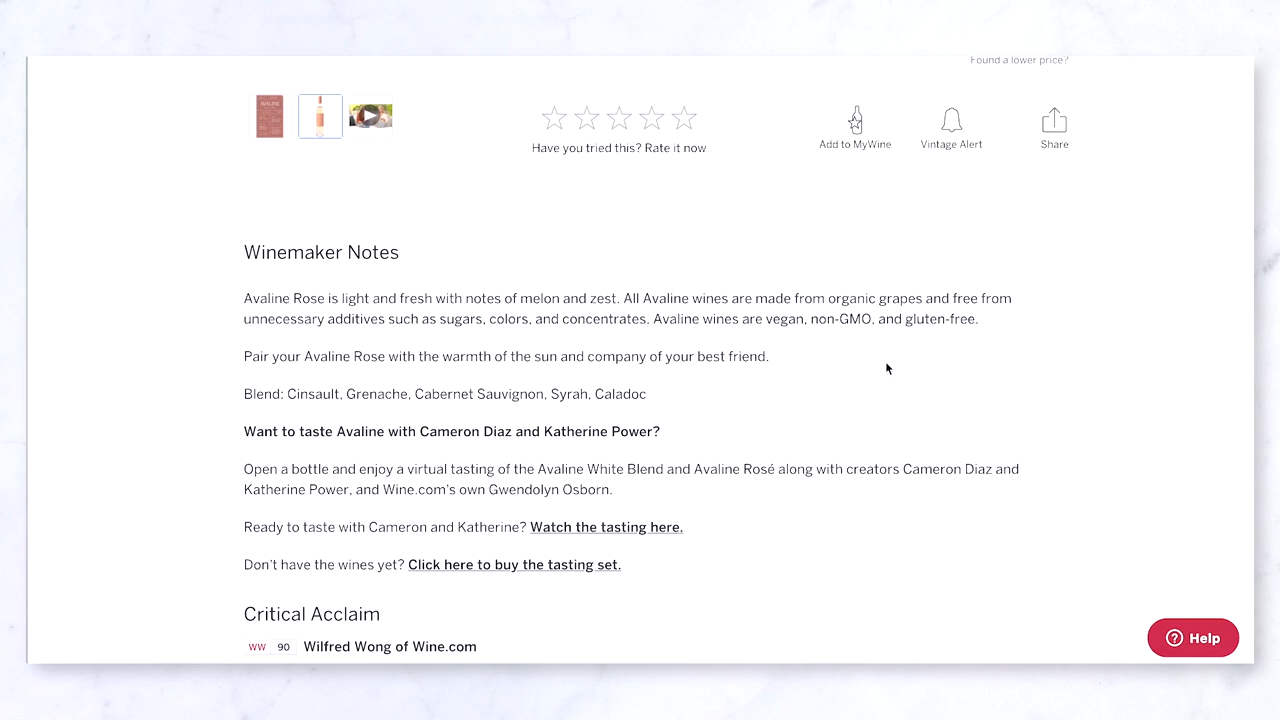 Found a lower price?
AVALINE
Have you tried this? Rate it now
Add to MyWine
Vintage Alert
Share
Winemaker Notes
Avaline Rose is light and fresh with notes of melon and zest. All Avaline wines are made from organic grapes and free from
unnecessary additives such as sugars, colors, and concentrates. Avaline wines are vegan, non-GMO, and gluten-free.
Pair your Avaline Rose with the warmth of the sun and company of your best friend.
Blend: Cinsault, Grenache, Cabernet Sauvignon, Syrah, Caladoc
Want to taste Avaline with Cameron Diaz and Katherine Power?
Open a bottle and enjoy a virtual tasting of the Avaline White Blend and Avaline Rosé along with creators Cameron Diaz and
Katherine Power, and Wine.com's own Gwendolyn Osborn.
Ready to taste with Cameron and Katherine? Watch the tasting here.
Don't have the wines yet? Click here to buy the tasting set.
Critical Acclaim
WW 90 Wilfred Wong of Wine.com
Help